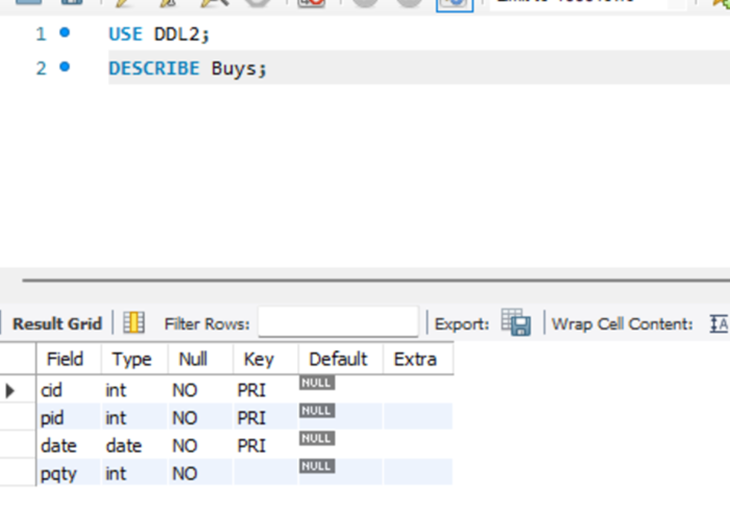 1 USE DDL2;
2 DESCRIBE Buys;
Result Grid Filter Rows: Export: Wrap Cell Content:
Field Type Null Key Default Extra
cid int NO PRI NULL
pid int NO PRI NULL
date date NO PRI NULL
pqty int NO NULL